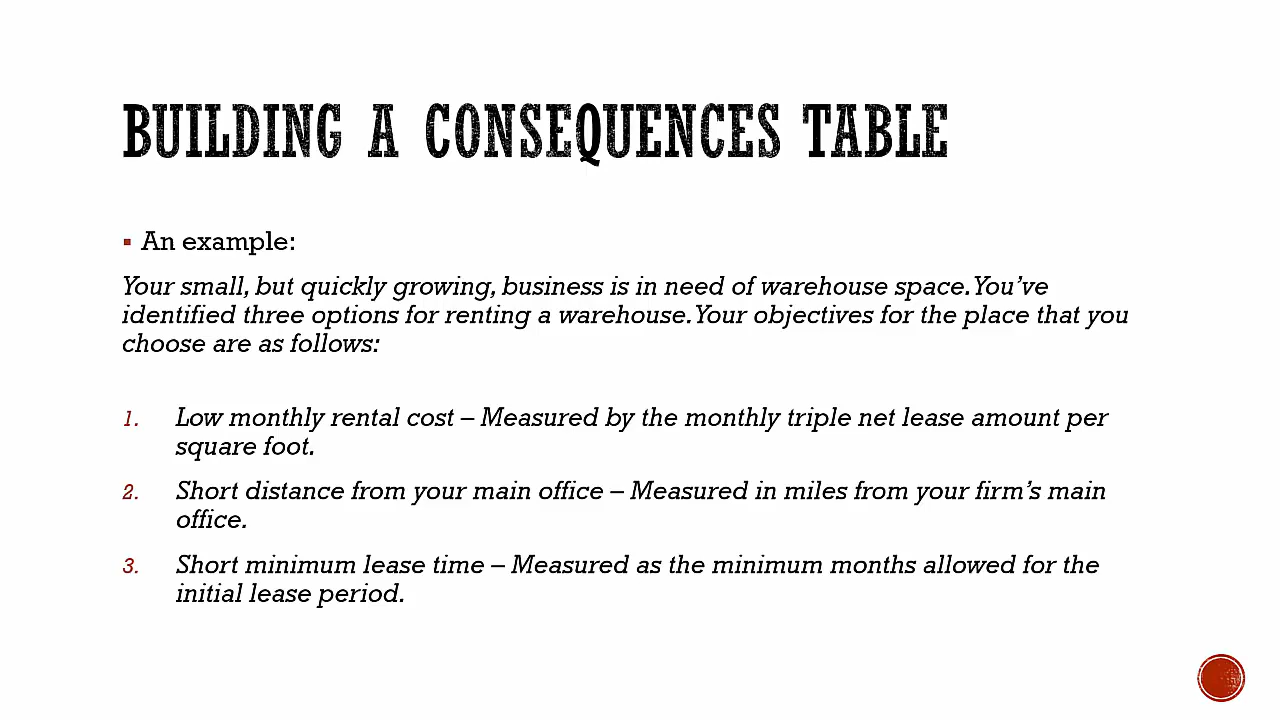 BUILDING A CONSEQUENCES TABLE
▪ An example:
Your small, but quickly growing, business is in need of warehouse space. You’ve
identified three options for renting a warehouse. Your objectives for the place that you
choose are as follows:
1. Low monthly rental cost – Measured by the monthly triple net lease amount per
square foot.
2. Short distance from your main office – Measured in miles from your firm’s main
office.
3. Short minimum lease time – Measured as the minimum months allowed for the
initial lease period.